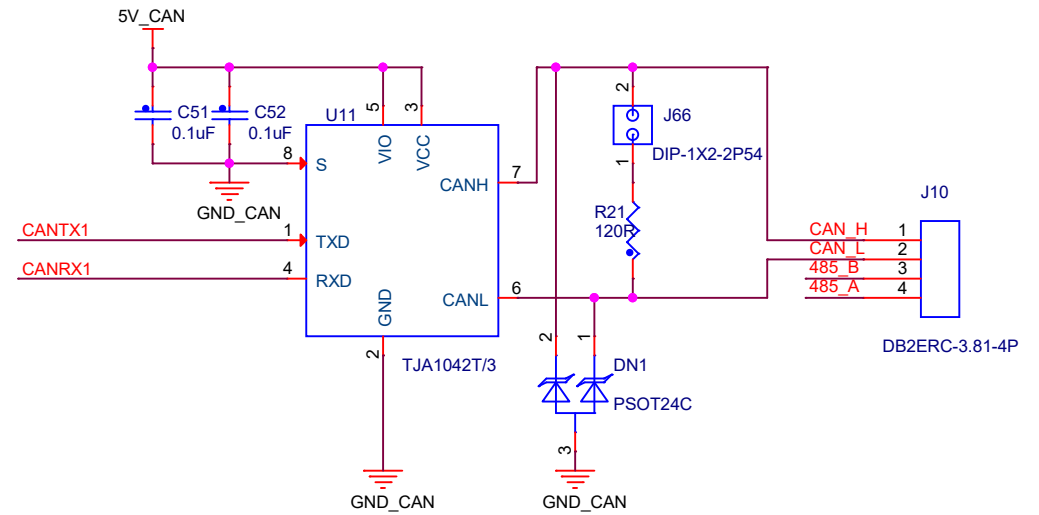 5V_CAN
C51
0.1uF
C52
0.1uF
U11
5
VIO
3
VCC
8
S
GND_CAN
CANTX1
1
TXD
CANRX1
4
RXD
GND
2
CANH
7
CANL
6
TJA1042T/3
GND_CAN
2
J66
DIP-1X2-2P54
1
R21
120R
2
1
DN1
PSOT24C
3
GND_CAN
J10
CAN_H
1
CAN_L
2
485_B
3
485_A
4
DB2ERC-3.81-4P